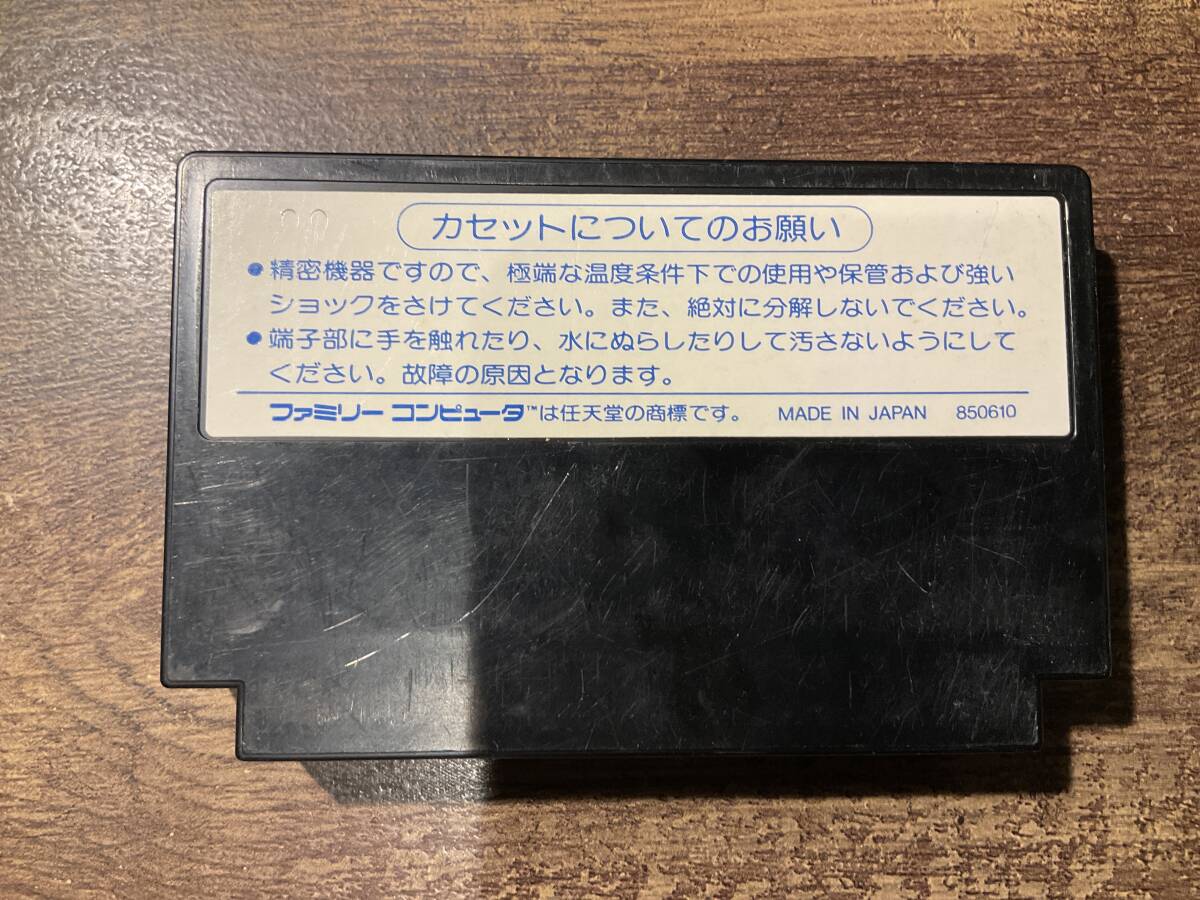 カセットについてのお願い
●精密機器ですので、極端な温度条件下での使用や保管および強い
ショックをさけてください。また、絶対に分解しないでください。
●端子部に手を触れたり、水にぬらしたりして汚さないようにして
ください。故障の原因となります。
ファミリー コンピュータ™は任天堂の商標です。 MADE IN JAPAN 850610